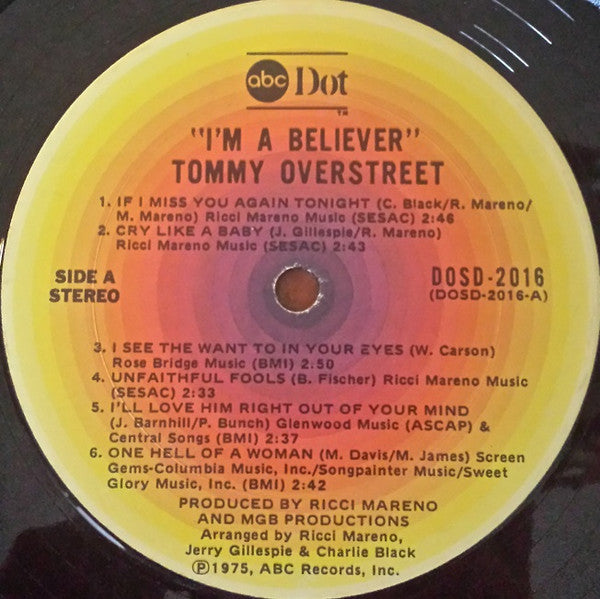 abc Dot
™
"I'M A BELIEVER"
TOMMY OVERSTREET
1. IF I MISS YOU AGAIN TONIGHT (C. Black/R. Mareno/
M. Mareno) Ricci Mareno Music (SESAC) 2:46
2. CRY LIKE A BABY (J. Gillespie/R. Mareno)
Ricci Mareno Music (SESAC) 2:43
SIDE A
STEREO
DOSD-2016
(DOSD-2016-A)
3. I SEE THE WANT TO IN YOUR EYES (W. Carson)
Rose Bridge Music (BMI) 2:50
4. UNFAITHFUL FOOLS (B. Fischer) Ricci Mareno Music
(SESAC) 2:33
5. I'LL LOVE HIM RIGHT OUT OF YOUR MIND
(J. Barnhill/P. Bunch) Glenwood Music (ASCAP) &
Central Songs (BMI) 2:37
6. ONE HELL OF A WOMAN (M. Davis/M. James) Screen
Gems-Columbia Music, Inc./Songpainter Music/Sweet
Glory Music, Inc. (BMI) 2:42
PRODUCED BY RICCI MARENO
AND MGB PRODUCTIONS
Arranged by Ricci Mareno,
Jerry Gillespie & Charlie Black
Ⓟ1975, ABC Records, Inc.